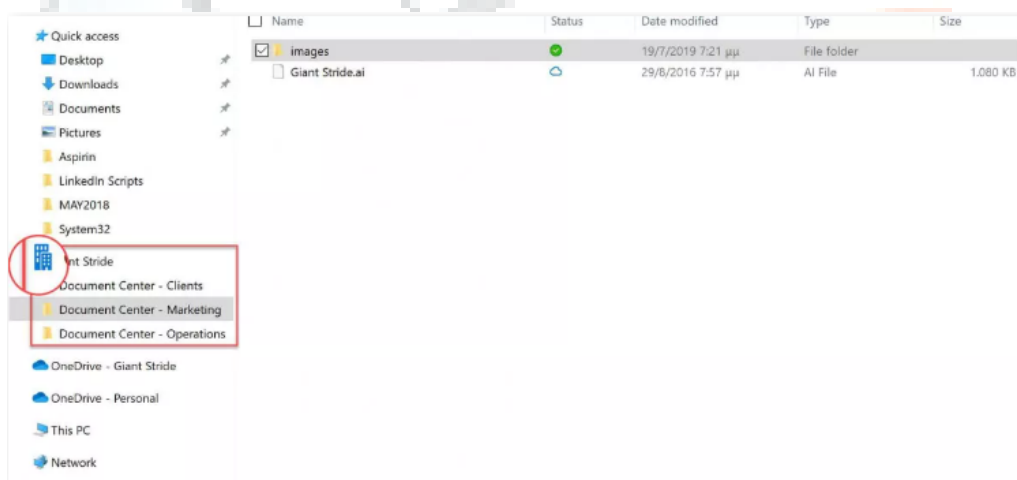 Name Status Date modified Type Size
Quick access
Desktop
Downloads
Documents
Pictures
Aspirin
LinkedIn Scripts
MAY2018
System32
nt Stride
Document Center - Clients
Document Center - Marketing
Document Center - Operations
OneDrive - Giant Stride
OneDrive - Personal
This PC
Network
images 19/7/2019 7:21 μμ File folder
Giant Stride.ai 29/8/2016 7:57 μμ AI File 1.080 KB